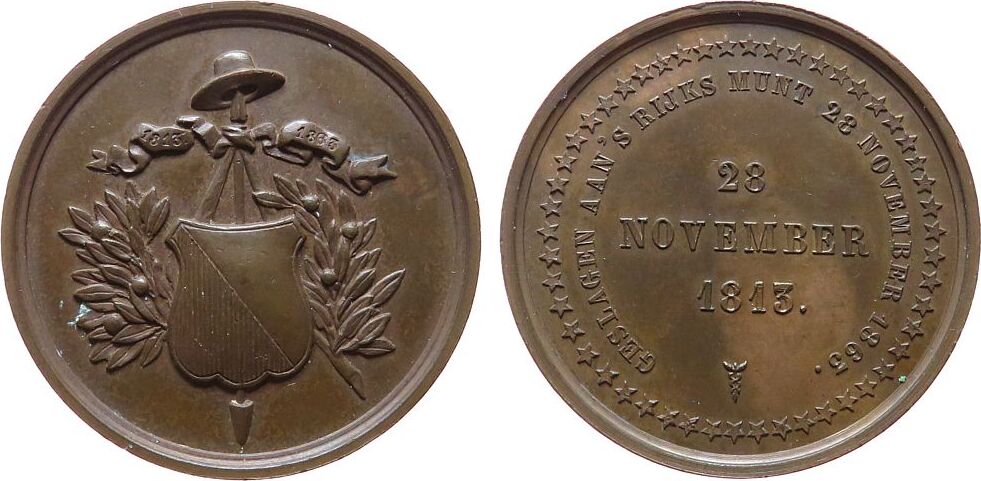 1813.
1863
GESLAGEN AAN'S RIJKS MUNT 28 NOVEMBER 1863.
28
NOVEMBER
1813.